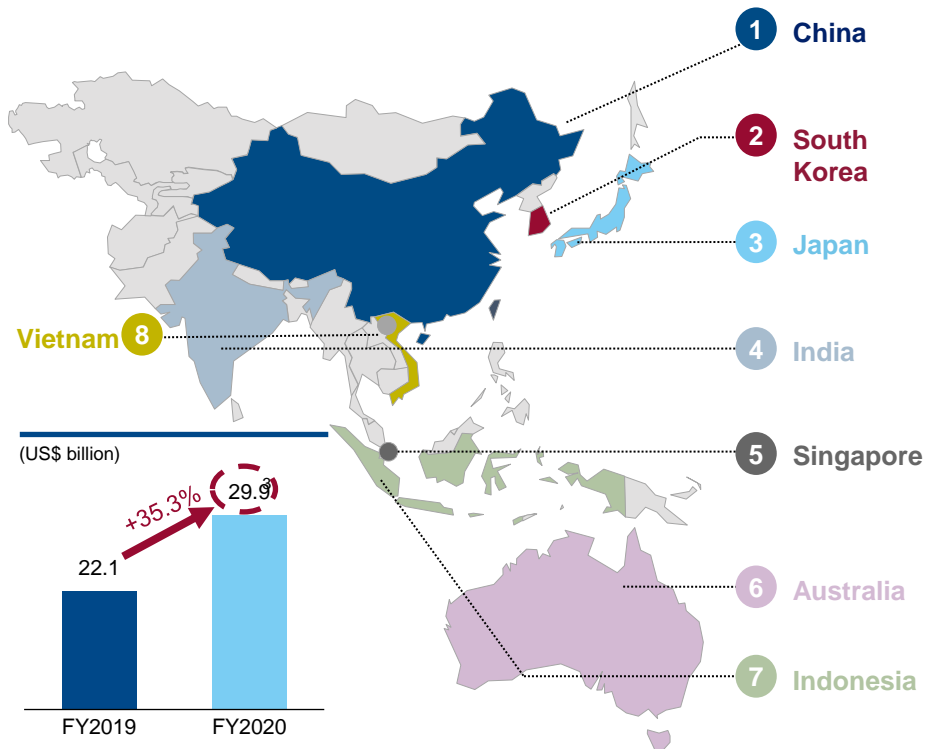 1 China
2 South
Korea
3 Japan
Vietnam 8
4 India
(US$ billion)
5 Singapore
29.9³
+35.3%
22.1
6 Australia
7 Indonesia
FY2019 FY2020